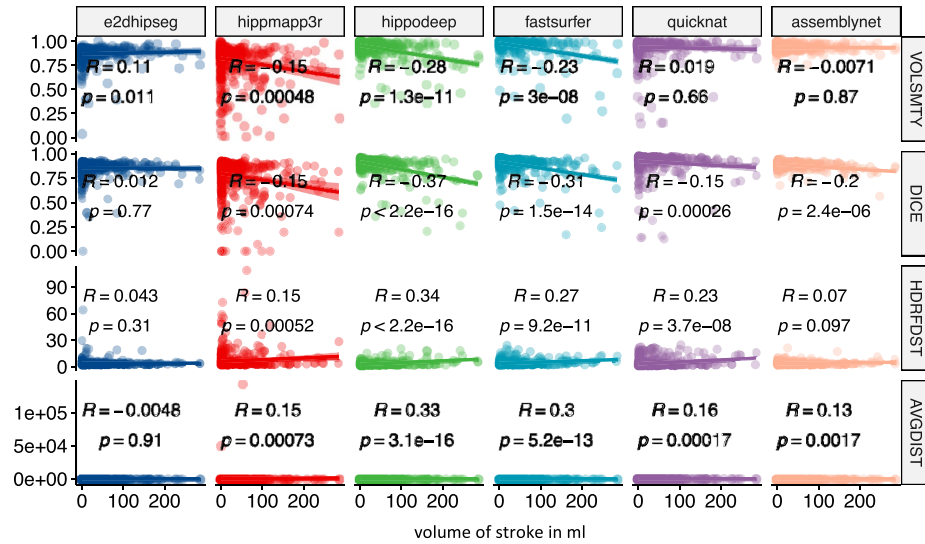 e2dhipseg hippmapp3r hippodeep fastsurfer quicknat assemblynet
1.00
0.75
0.50
0.25
0.00
R = 0.11 R = −0.15 R = −0.28 R = −0.23 R = 0.019 R = −0.0071
p = 0.011 p = 0.00048 p = 1.3e−11 p = 3e−08 p = 0.66 p = 0.87
VOLSMTY
1.00
0.75
0.50
0.25
0.00
R = 0.012 R = −0.15 R = −0.37 R = −0.31 R = −0.15 R = −0.2
p = 0.77 p = 0.00074 p < 2.2e−16 p = 1.5e−14 p = 0.00026 p = 2.4e−06
DICE
90
60
30
0
R = 0.043 R = 0.15 R = 0.34 R = 0.27 R = 0.23 R = 0.07
p = 0.31 p = 0.00052 p < 2.2e−16 p = 9.2e−11 p = 3.7e−08 p = 0.097
HDRFDST
1e+05
5e+04
0e+00
R = −0.0048 R = 0.15 R = 0.33 R = 0.3 R = 0.16 R = 0.13
p = 0.91 p = 0.00073 p = 3.1e−16 p = 5.2e−13 p = 0.00017 p = 0.0017
AVGDIST
0 100 200 0 100 200 0 100 200 0 100 200 0 100 200 0 100 200
volume of stroke in ml